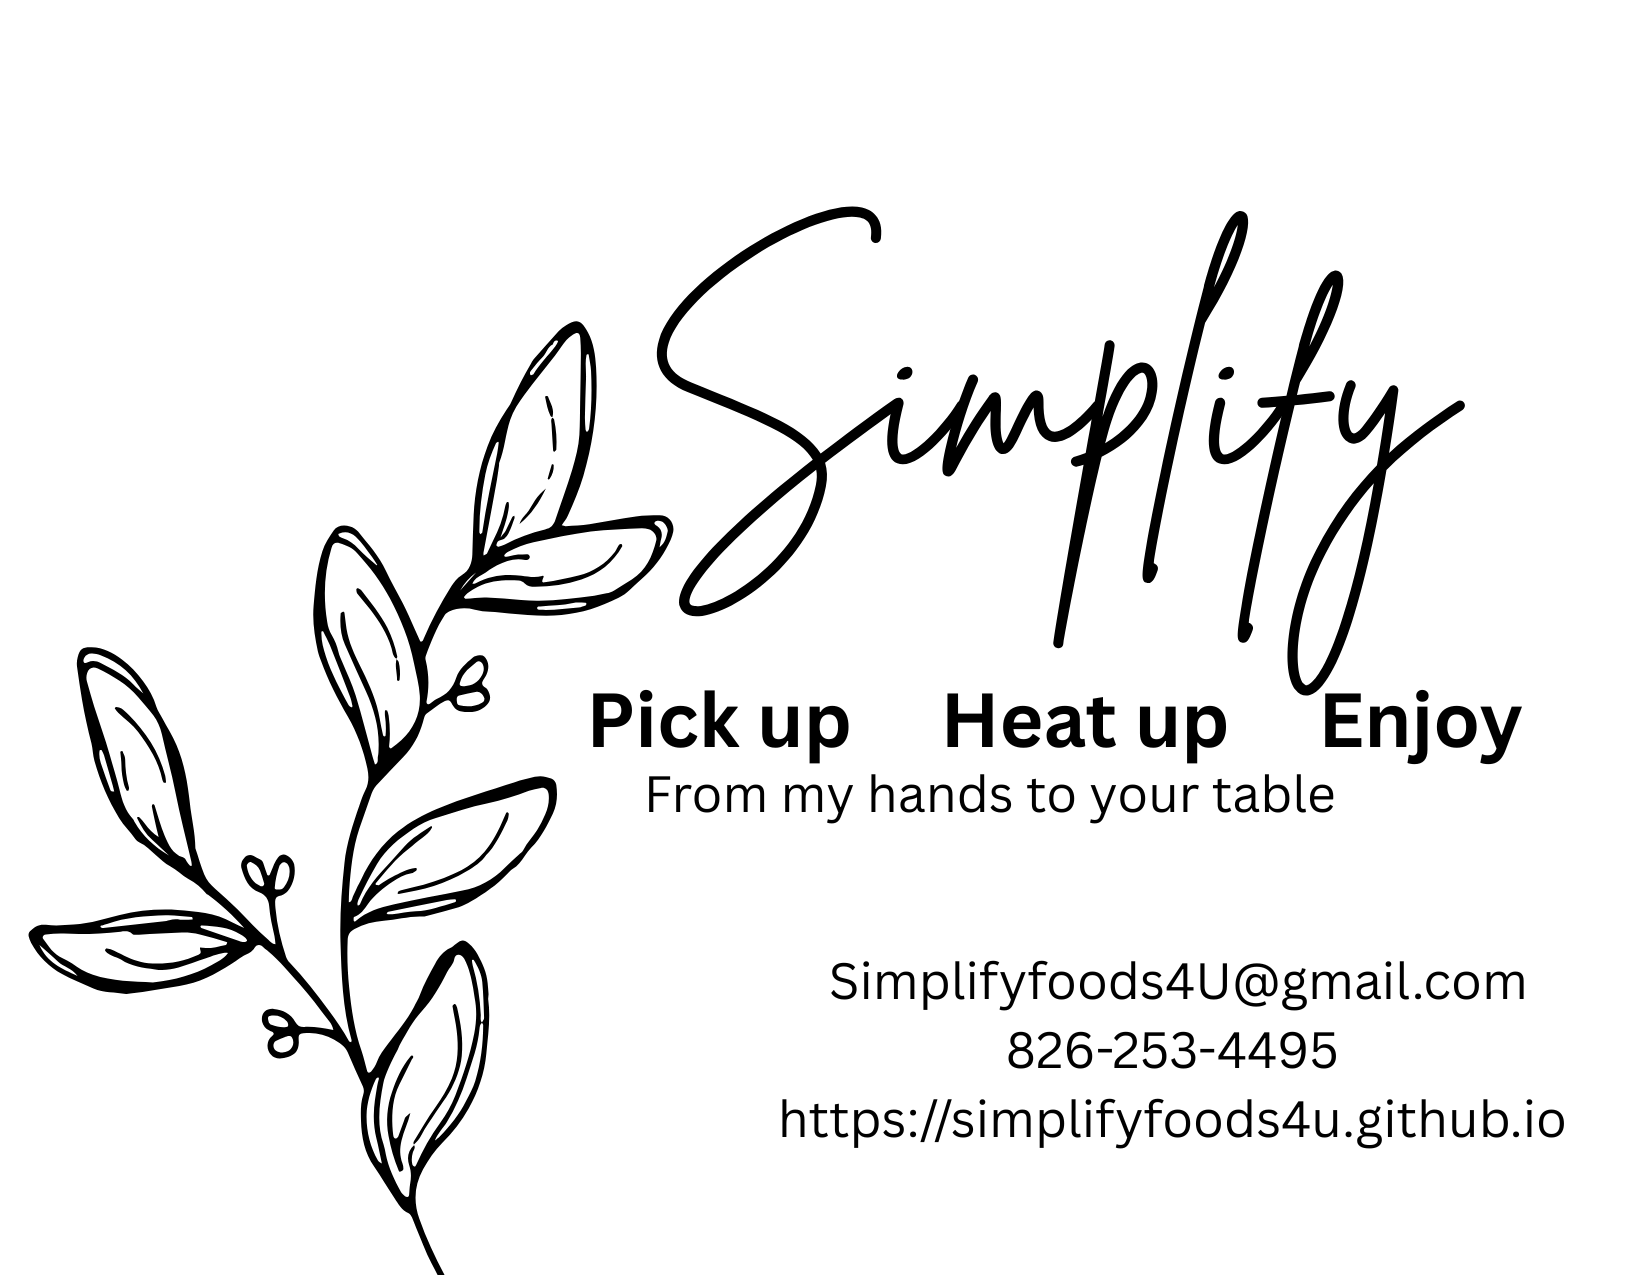 Simplify
Pick up Heat up Enjoy
From my hands to your table
Simplifyfoods4U@gmail.com
826-253-4495
https://simplifyfoods4u.github.io